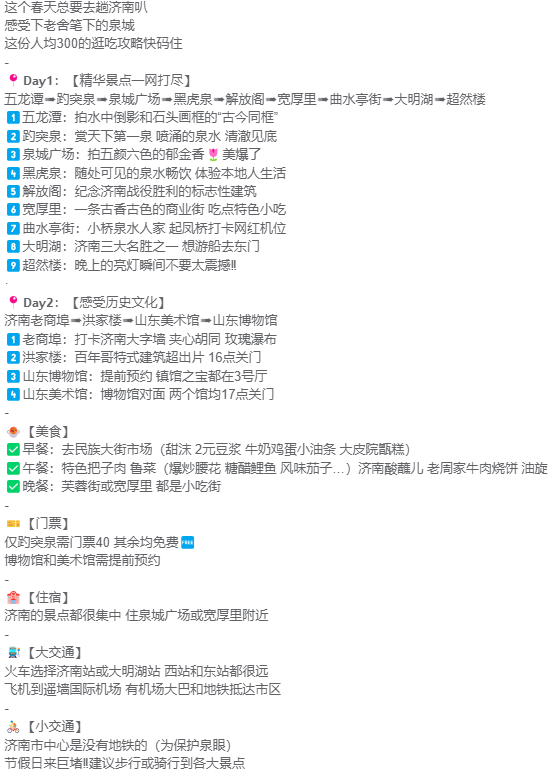 这个春天总要去趟济南叭
感受下老舍笔下的泉城
这份人均300的逛吃攻略快码住
-
📍Day1：【精华景点一网打尽】
五龙潭➡趵突泉➡泉城广场➡黑虎泉➡解放阁➡宽厚里➡曲水亭街➡大明湖➡超然楼
1️⃣五龙潭：拍水中倒影和石头画框的“古今同框”
2️⃣趵突泉：赏天下第一泉 喷涌的泉水 清澈见底
3️⃣泉城广场：拍五颜六色的郁金香🌷美爆了
4️⃣黑虎泉：随处可见的泉水畅饮 体验本地人生活
5️⃣解放阁：纪念济南战役胜利的标志性建筑
6️⃣宽厚里：一条古香古色的商业街 吃点特色小吃
7️⃣曲水亭街：小桥泉水人家 起凤桥打卡网红机位
8️⃣大明湖：济南三大名胜之一 想游船去东门
9️⃣超然楼：晚上的亮灯瞬间不要太震撼‼
.
📍Day2：【感受历史文化】
济南老商埠➡洪家楼➡山东美术馆➡山东博物馆
1️⃣老商埠：打卡济南大字墙 夹心胡同 玫瑰瀑布
2️⃣洪家楼：百年哥特式建筑超出片 16点关门
3️⃣山东博物馆：提前预约 镇馆之宝都在3号厅
4️⃣山东美术馆：博物馆对面 两个馆均17点关门
-
🥘【美食】
✅早餐：去民族大街市场（甜沫 2元豆浆 牛奶鸡蛋小油条 大皮院甑糕）
✅午餐：特色把子肉 鲁菜（爆炒腰花 糖醋鲤鱼 风味茄子…）济南酸蘸儿 老周家牛肉烧饼 油旋
✅晚餐：芙蓉街或宽厚里 都是小吃街
-
🎫【门票】
仅趵突泉需门票40 其余均免费🆓
博物馆和美术馆需提前预约
-
🏩【住宿】
济南的景点都很集中 住泉城广场或宽厚里附近
-
🚉【大交通】
火车选择济南站或大明湖站 西站和东站都很远
飞机到遥墙国际机场 有机场大巴和地铁抵达市区
-
🚴【小交通】
济南市中心是没有地铁的（为保护泉眼）
节假日来巨堵‼建议步行或骑行到各大景点